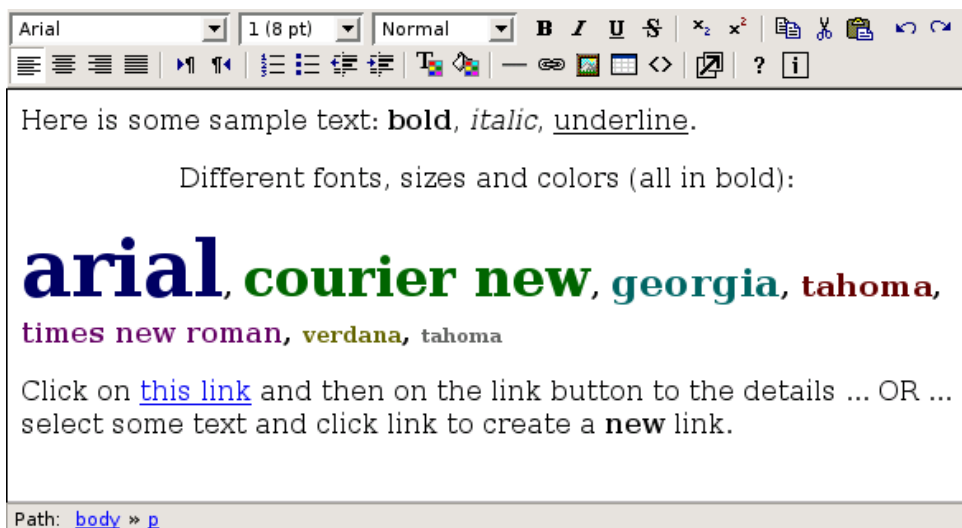 Arial 1 (8 pt) Normal B I U S x₂ x²
T ? i
Here is some sample text: bold, italic, underline.
Different fonts, sizes and colors (all in bold):
arial, courier new, georgia, tahoma,
times new roman, verdana, tahoma
Click on this link and then on the link button to the details ... OR ...
select some text and click link to create a new link.
Path: body » p